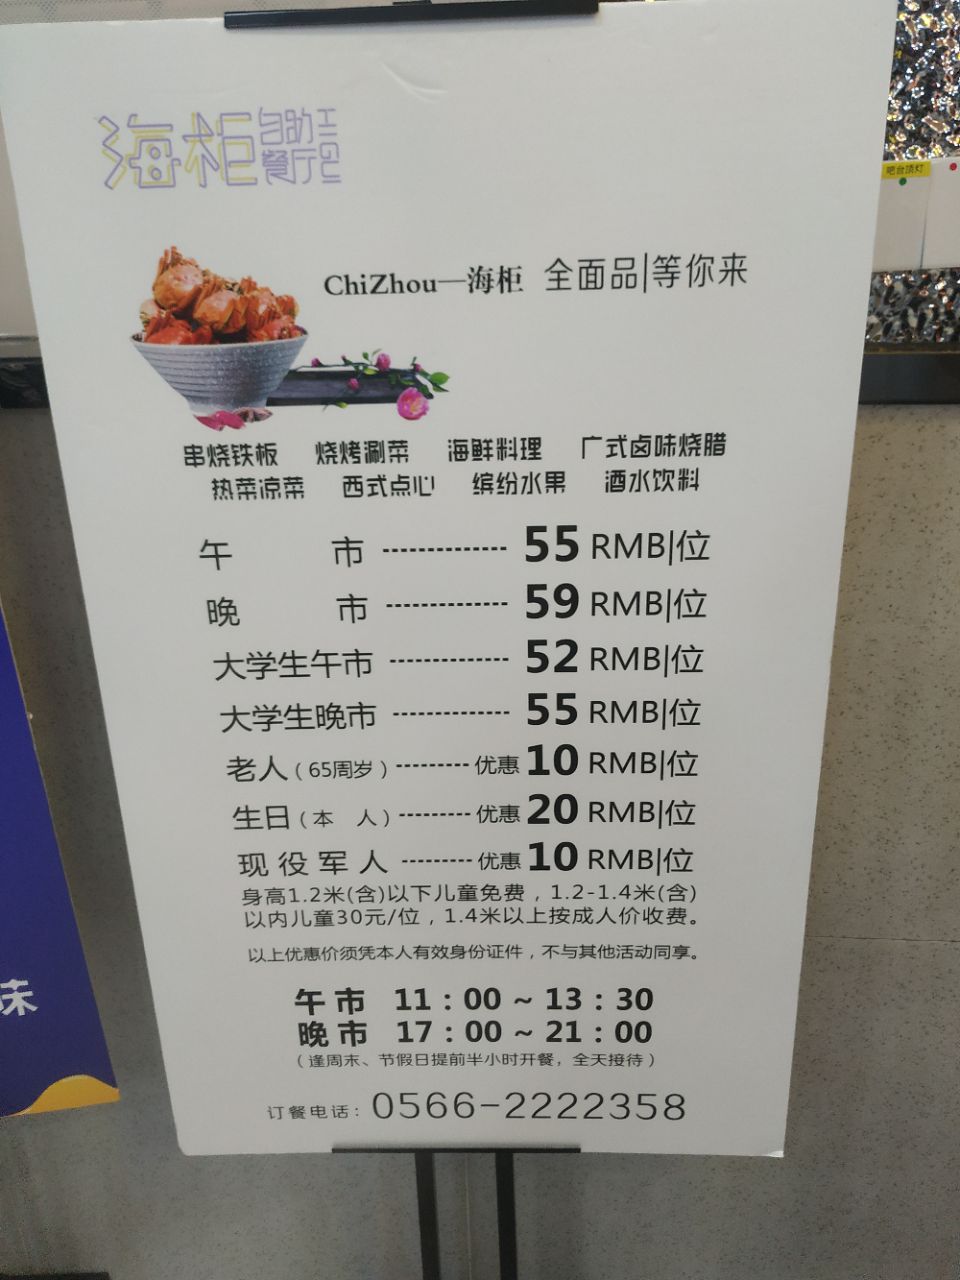 海柜自助餐厅
ChiZhou—海柜 全面品|等你来
串烧铁板 烧烤涮菜 海鲜料理 广式卤味烧腊
热菜凉菜 西式点心 缤纷水果 酒水饮料
午 市 -------------- 55 RMB|位
晚 市 -------------- 59 RMB|位
大学生午市 -------------- 52 RMB|位
大学生晚市 -------------- 55 RMB|位
老人（65周岁）--------- 优惠 10 RMB|位
生日（本 人）--------- 优惠 20 RMB|位
现役军人 --------- 优惠 10 RMB|位
身高1.2米(含)以下儿童免费，1.2-1.4米(含)
以内儿童30元/位，1.4米以上按成人价收费。
以上优惠价须凭本人有效身份证件，不与其他活动同享。
午市 11：00 ~ 13：30
晚市 17：00 ~ 21：00
（逢周末、节假日提前半小时开餐，全天接待）
订餐电话：0566-2222358
吧台顶灯
味